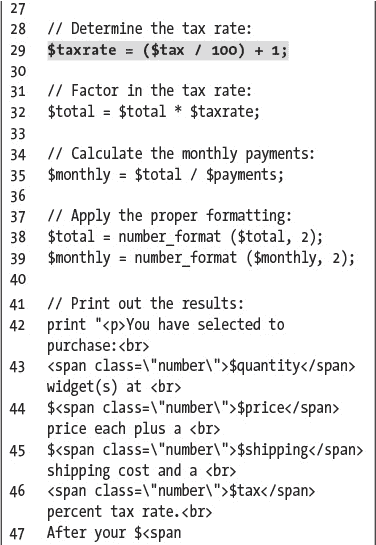 27
28 // Determine the tax rate:
29 $taxrate = ($tax / 100) + 1;
30
31 // Factor in the tax rate:
32 $total = $total * $taxrate;
33
34 // Calculate the monthly payments:
35 $monthly = $total / $payments;
36
37 // Apply the proper formatting:
38 $total = number_format ($total, 2);
39 $monthly = number_format ($monthly, 2);
40
41 // Print out the results:
42 print "<p>You have selected to
purchase:<br>
43 <span class=\"number\">$quantity</span>
widget(s) at <br>
44 $<span class=\"number\">$price</span>
price each plus a <br>
45 $<span class=\"number\">$shipping</span>
shipping cost and a <br>
46 <span class=\"number\">$tax</span>
percent tax rate.<br>
47 After your $<span